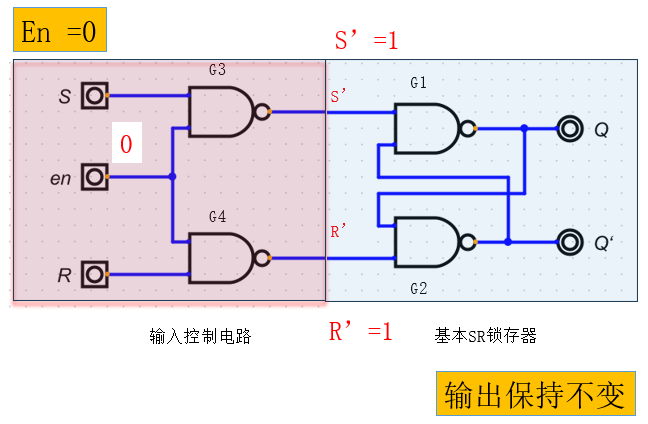 En =0
S’ =1
G3
G1
S
S’
Q
0
en
G4
R’
Q‘
R
G2
输入控制电路
R’ =1
基本SR锁存器
输出保持不变